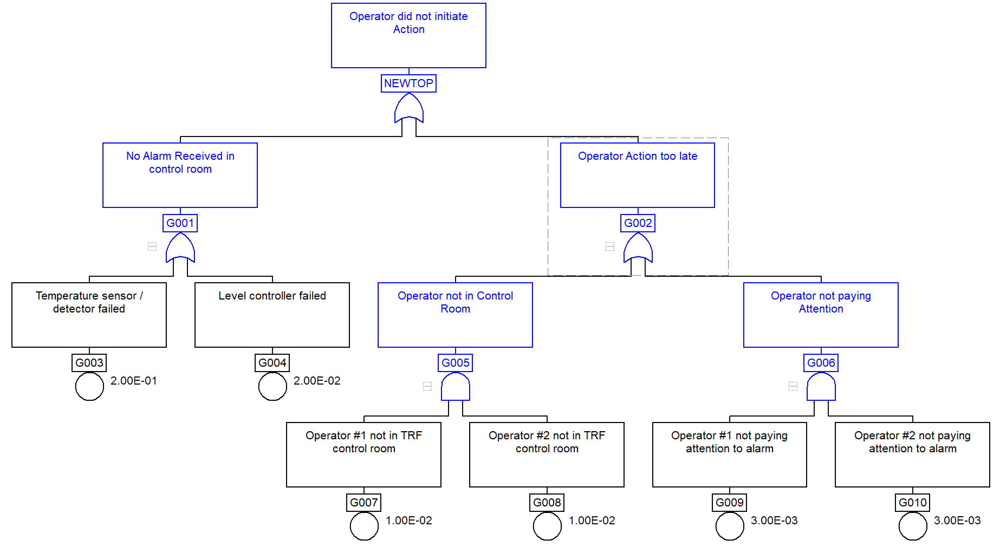 Operator did not initiate
Action
NEWTOP
No Alarm Received in
control room
G001
Operator Action too late
G002
Temperature sensor /
detector failed
G003
2.00E-01
Level controller failed
G004
2.00E-02
Operator not in Control
Room
G005
Operator not paying
Attention
G006
Operator #1 not in TRF
control room
G007
1.00E-02
Operator #2 not in TRF
control room
G008
1.00E-02
Operator #1 not paying
attention to alarm
G009
3.00E-03
Operator #2 not paying
attention to alarm
G010
3.00E-03